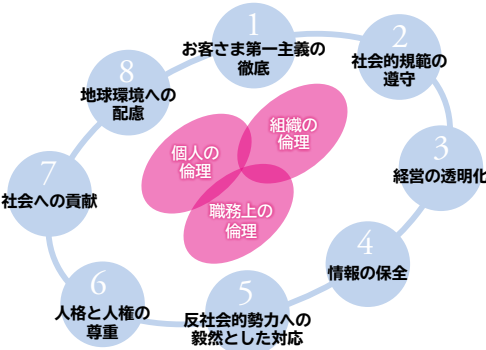 1
お客さま第一主義の
徹底
2
社会的規範の
遵守
3
経営の透明化
4
情報の保全
5
反社会的勢力への
毅然とした対応
6
人格と人権の
尊重
7
社会への貢献
8
地球環境への
配慮
個人の
倫理
組織の
倫理
職務上の
倫理